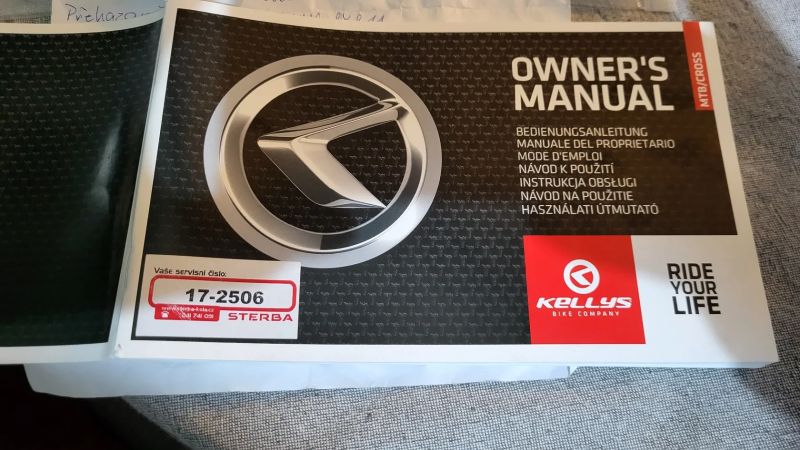 Přehazo
OWNER'S
MANUAL
MTB/CROSS
BEDIENUNGSANLEITUNG
MANUALE DEL PROPRIETARIO
MODE D'EMPLOI
NÁVOD K POUŽITÍ
INSTRUKCJA OBSŁUGI
NÁVOD NA POUŽITIE
HASZNÁLATI ÚTMUTATÓ
Vaše servisní číslo:
17-2506
STERBA
KELLYS
BIKE COMPANY
RIDE
YOUR
LIFE